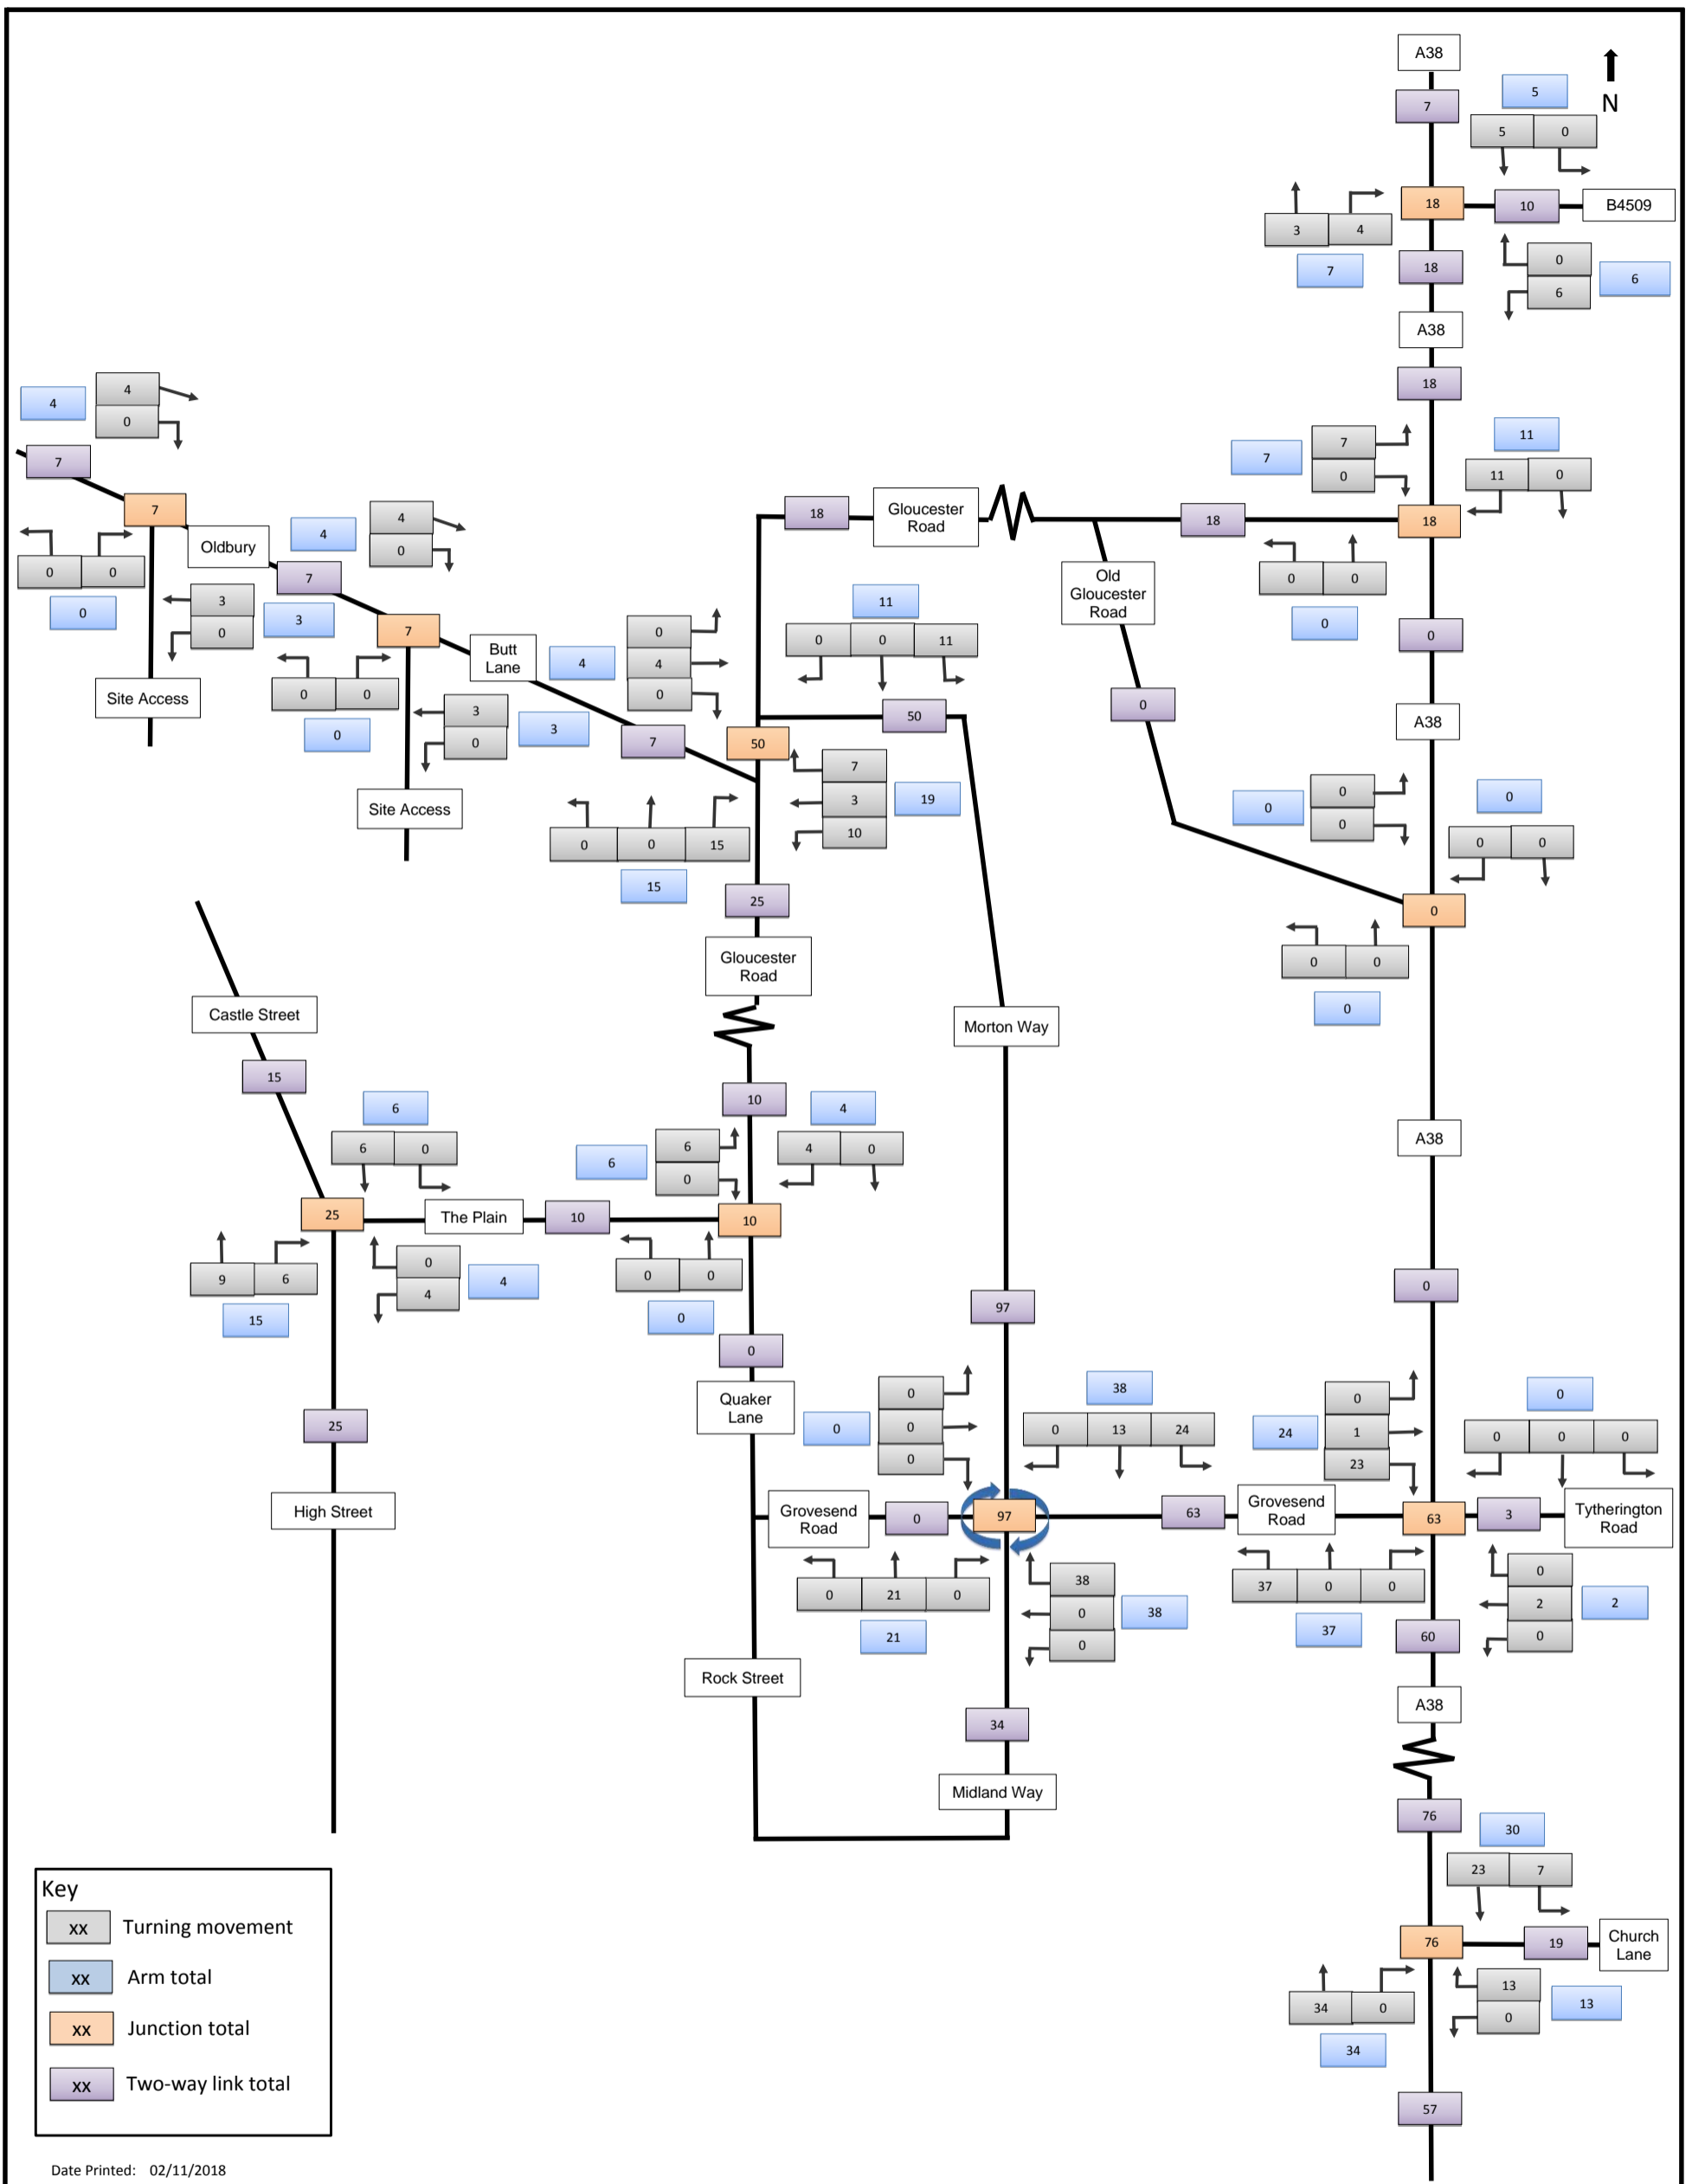 A38
N
7
5
5 0
18
10
B4509
3 4
7
18
0
6
6
A38
18
4
4
0
7
7
Oldbury
0 0
0
3
0
3
Site Access
4
4
0
7
7
Butt
Lane
0 0
0
3
0
3
Site Access
18
Gloucester
Road
18
7
7
0
11
11 0
18
0 0
0
Old
Gloucester
Road
0
0
A38
11
0 0 11
4
0
4
0
50
7
50
7
3
10
19
0 0 15
15
25
Gloucester
Road
0
0
0
0
0 0
0
0 0
0
Castle Street
15
6
6 0
25
The Plain
10
9 6
15
0
4
4
25
High Street
10
6
6
0
4
4 0
10
0 0
0
0
Quaker
Lane
Morton Way
97
A38
0
0
0
0
0
38
0 13 24
Grovesend
Road
0
97
63
Grovesend
Road
0 21 0
21
38
0
0
38
24
0
1
23
0
0 0 0
63
3
Tytherington
Road
37 0 0
37
0
2
0
2
60
Rock Street
34
Midland Way
A38
76
30
23 7
76
19
Church
Lane
34 0
34
13
0
13
57
Key
xx Turning movement
xx Arm total
xx Junction total
xx Two-way link total
Date Printed: 02/11/2018